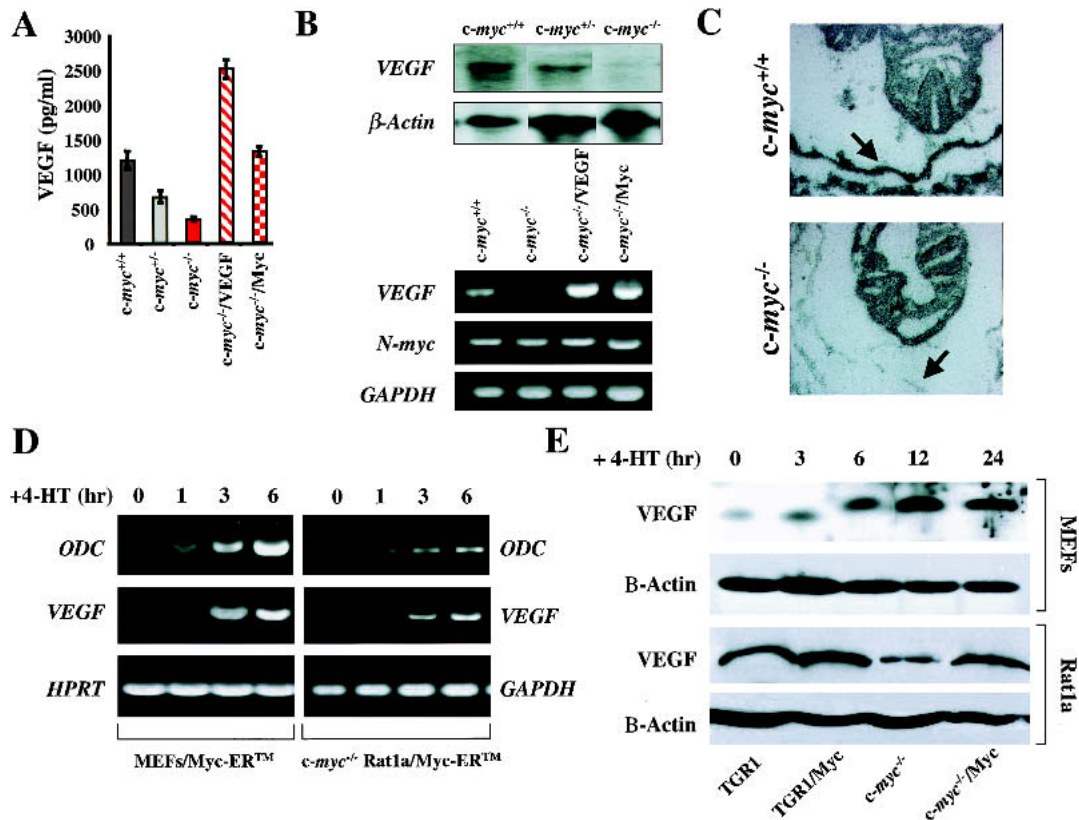 A
VEGF (pg/ml)
3000
2500
2000
1500
1000
500
0
c-myc+/+
c-myc+/-
c-myc-/-
c-myc-/-/VEGF
c-myc-/-/Myc
B
c-myc+/+ c-myc+/- c-myc-/-
VEGF
β-Actin
c-myc+/+
c-myc-/-
c-myc-/-/VEGF
c-myc-/-/Myc
VEGF
N-myc
GAPDH
C
c-myc+/+
c-myc-/-
D
+4-HT (hr) 0 1 3 6 0 1 3 6
ODC ODC
VEGF VEGF
HPRT GAPDH
MEFs/Myc-ER™ c-myc-/- Rat1a/Myc-ER™
E
+ 4-HT (hr) 0 3 6 12 24
VEGF
B-Actin
MEFs
VEGF
B-Actin
Rat1a
TGR1
TGR1/Myc
c-myc-/-
c-myc-/-/Myc